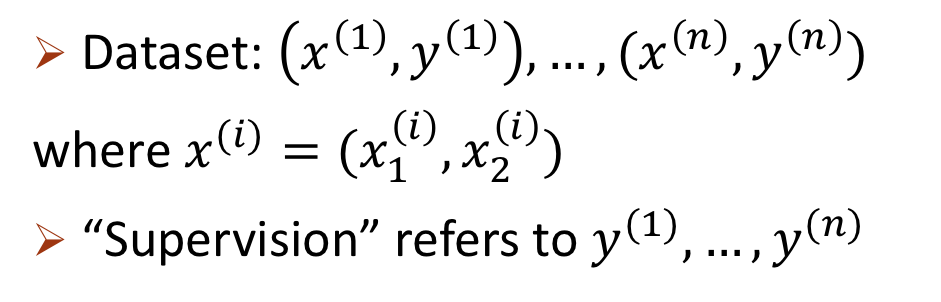 ➢ Dataset: (x⁽¹⁾, y⁽¹⁾), … , (x⁽ⁿ⁾, y⁽ⁿ⁾)
where x⁽ⁱ⁾ = (x₁⁽ⁱ⁾, x₂⁽ⁱ⁾)
➢ “Supervision” refers to y⁽¹⁾, … , y⁽ⁿ⁾